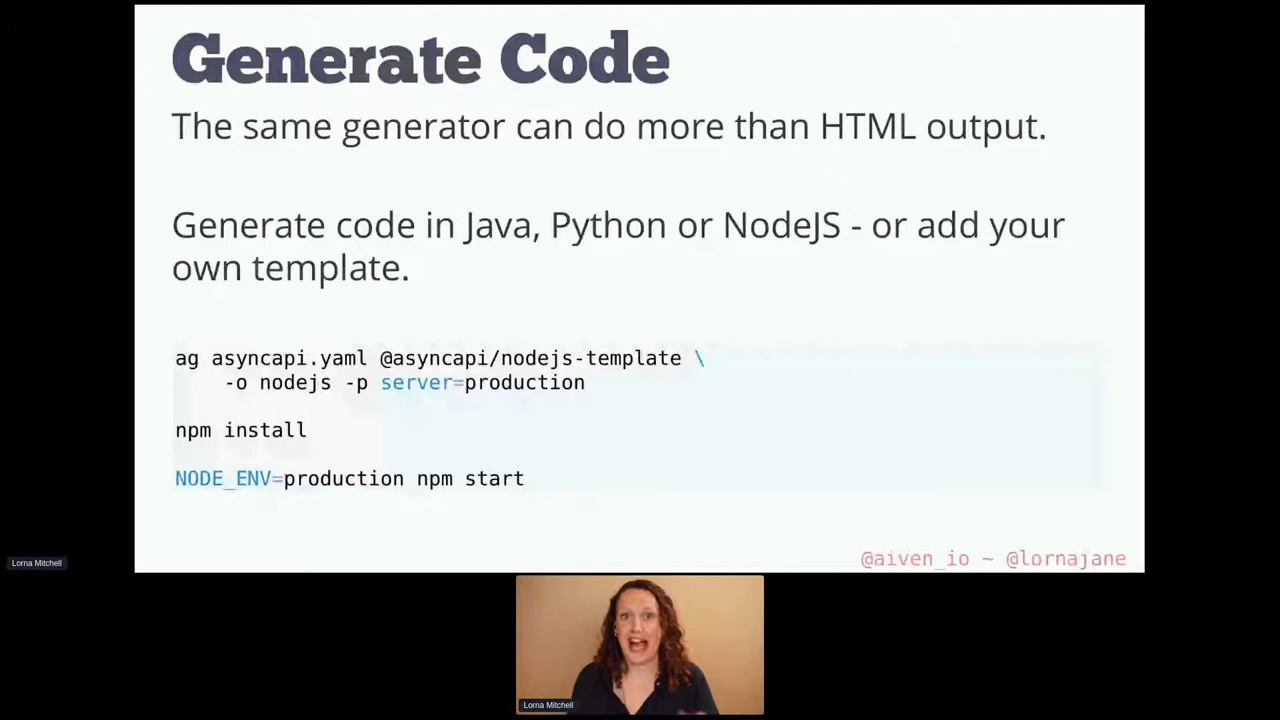 Generate Code
The same generator can do more than HTML output.
Generate code in Java, Python or NodeJS - or add your
own template.
ag asyncapi.yaml @asyncapi/nodejs-template \
    -o nodejs -p server=production
npm install
NODE_ENV=production npm start
@aiven_io ~ @lornajane
Lorna Mitchell
Lorna Mitchell